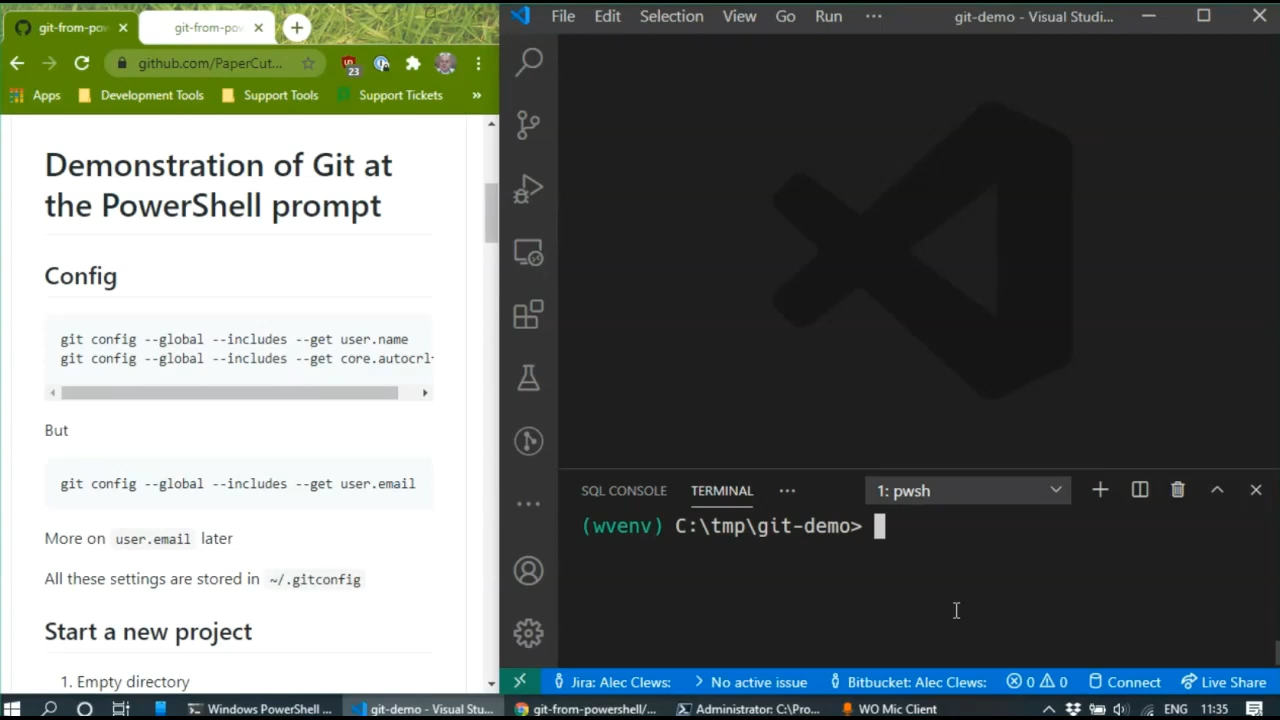 git-from-pow
git-from-pow
File Edit Selection View Go Run ··· git-demo - Visual Studi...
github.com/PaperCut...
23
Apps Development Tools Support Tools Support Tickets »
Demonstration of Git at
the PowerShell prompt
Config
git config --global --includes --get user.name
git config --global --includes --get core.autocrl
But
git config --global --includes --get user.email
More on user.email later
All these settings are stored in ~/.gitconfig
Start a new project
1. Empty directory
SQL CONSOLE TERMINAL ··· 1: pwsh
(wvenv) C:\tmp\git-demo>
Jira: Alec Clews: No active issue Bitbucket: Alec Clews: 0 0 Connect Live Share
Windows PowerShell ... git-demo - Visual Stu... git-from-powershell/... Administrator: C:\Pro... WO Mic Client ENG 11:35